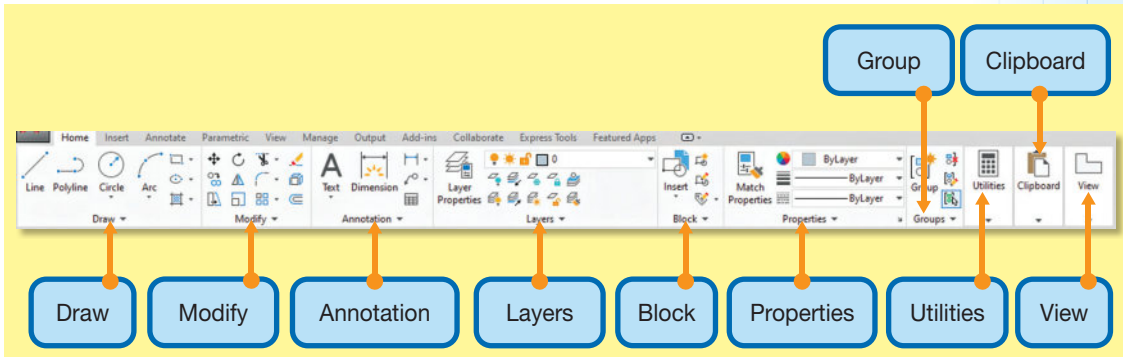 Group Clipboard
Home Insert Annotate Parametric View Manage Output Add-ins Collaborate Express Tools Featured Apps
0 ByLayer
Line Polyline Circle Arc Text Dimension Layer Properties Insert Match Properties ByLayer Group Utilities Clipboard View
ByLayer
Draw Modify Annotation Layers Block Properties Groups
Draw Modify Annotation Layers Block Properties Utilities View